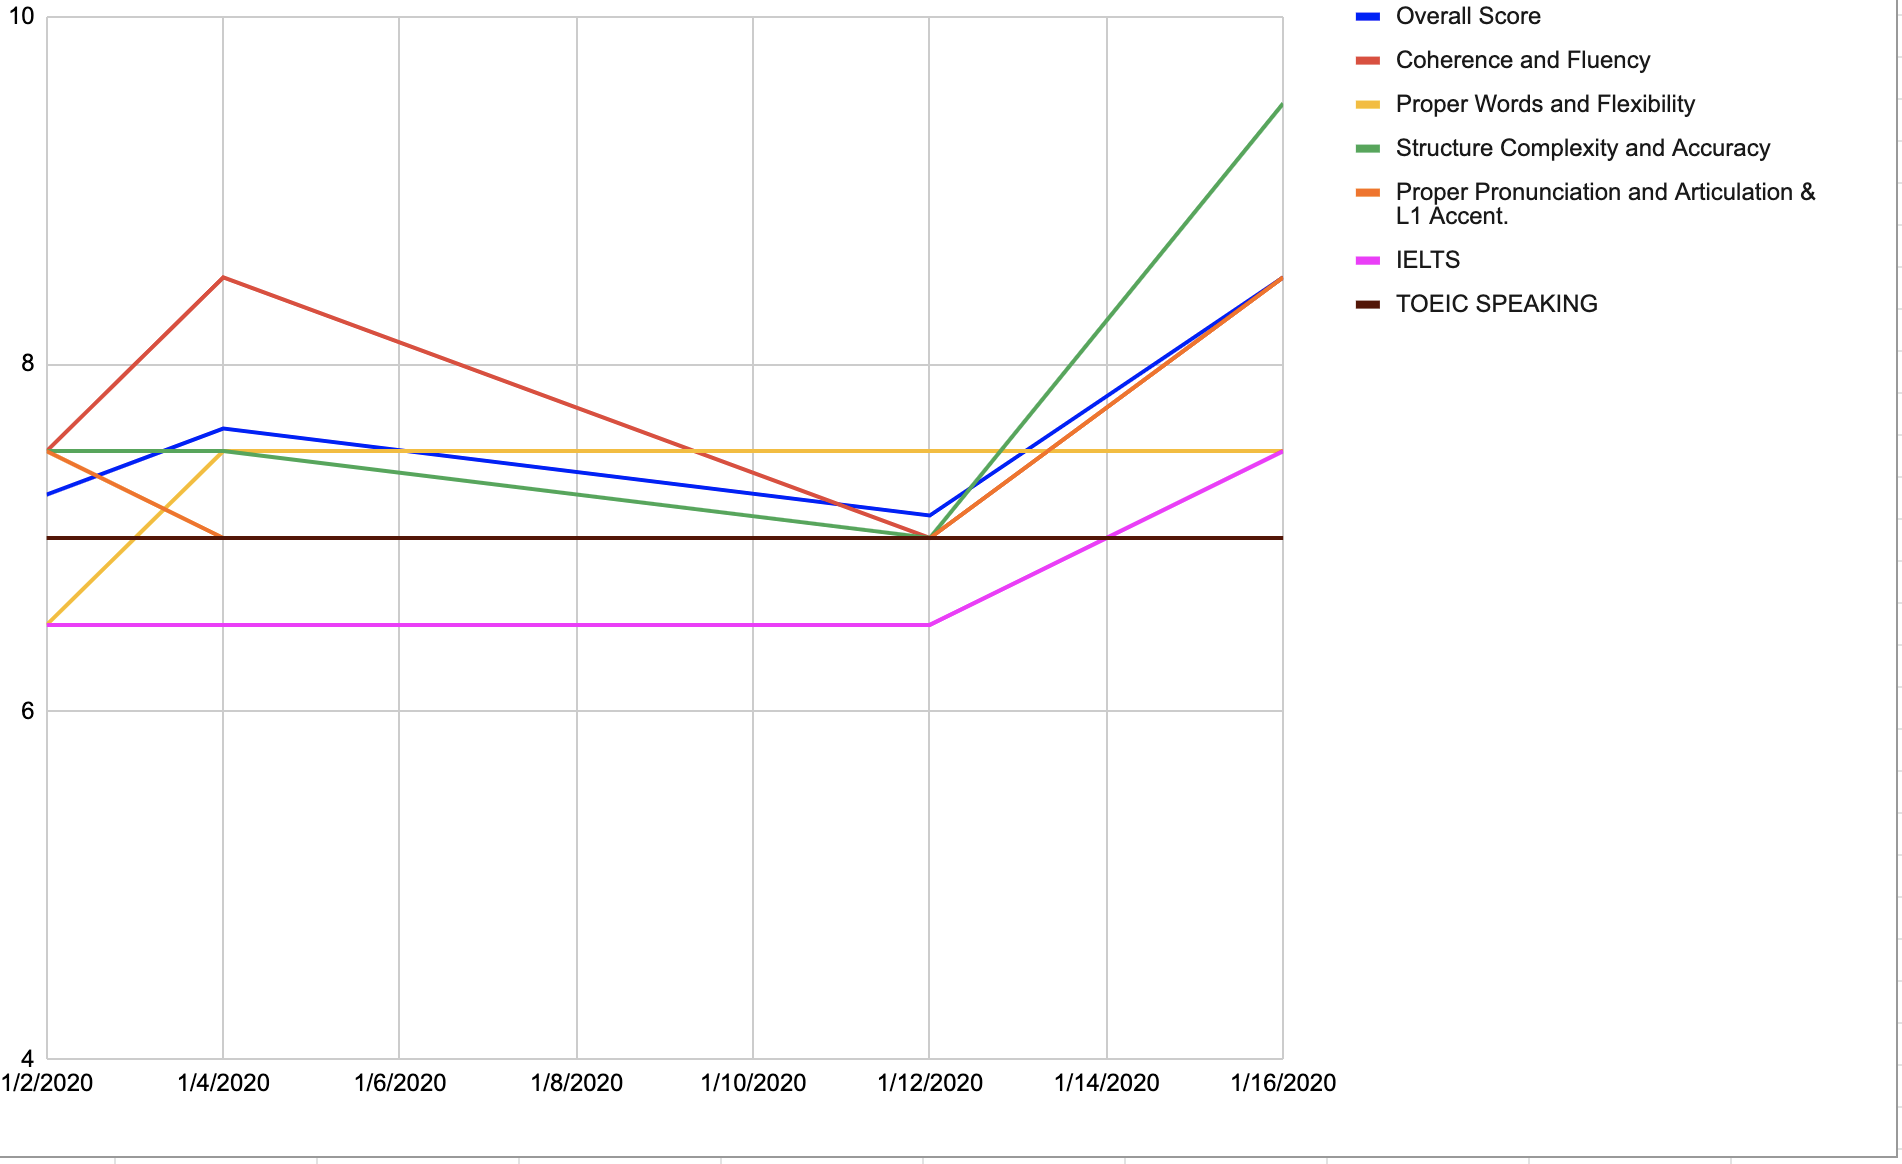 10
8
6
4
1/2/2020
1/4/2020
1/6/2020
1/8/2020
1/10/2020
1/12/2020
1/14/2020
1/16/2020
Overall Score
Coherence and Fluency
Proper Words and Flexibility
Structure Complexity and Accuracy
Proper Pronunciation and Articulation &
L1 Accent.
IELTS
TOEIC SPEAKING